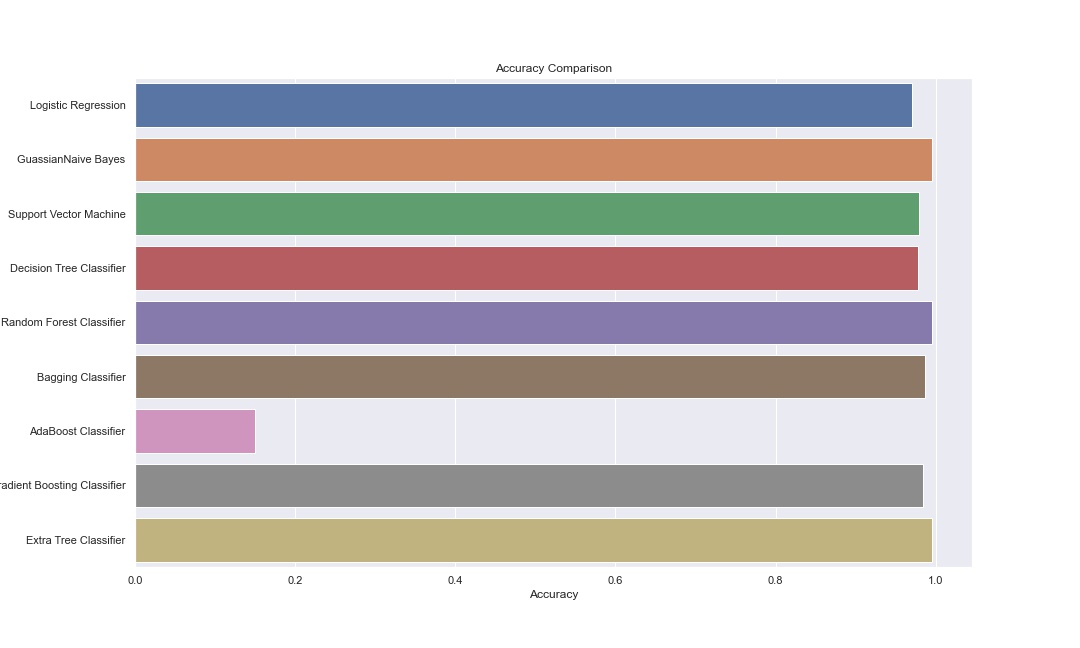 Accuracy Comparison
Logistic Regression
GuassianNaive Bayes
Support Vector Machine
Decision Tree Classifier
Random Forest Classifier
Bagging Classifier
AdaBoost Classifier
radient Boosting Classifier
Extra Tree Classifier
0.0 0.2 0.4 0.6 0.8 1.0
Accuracy